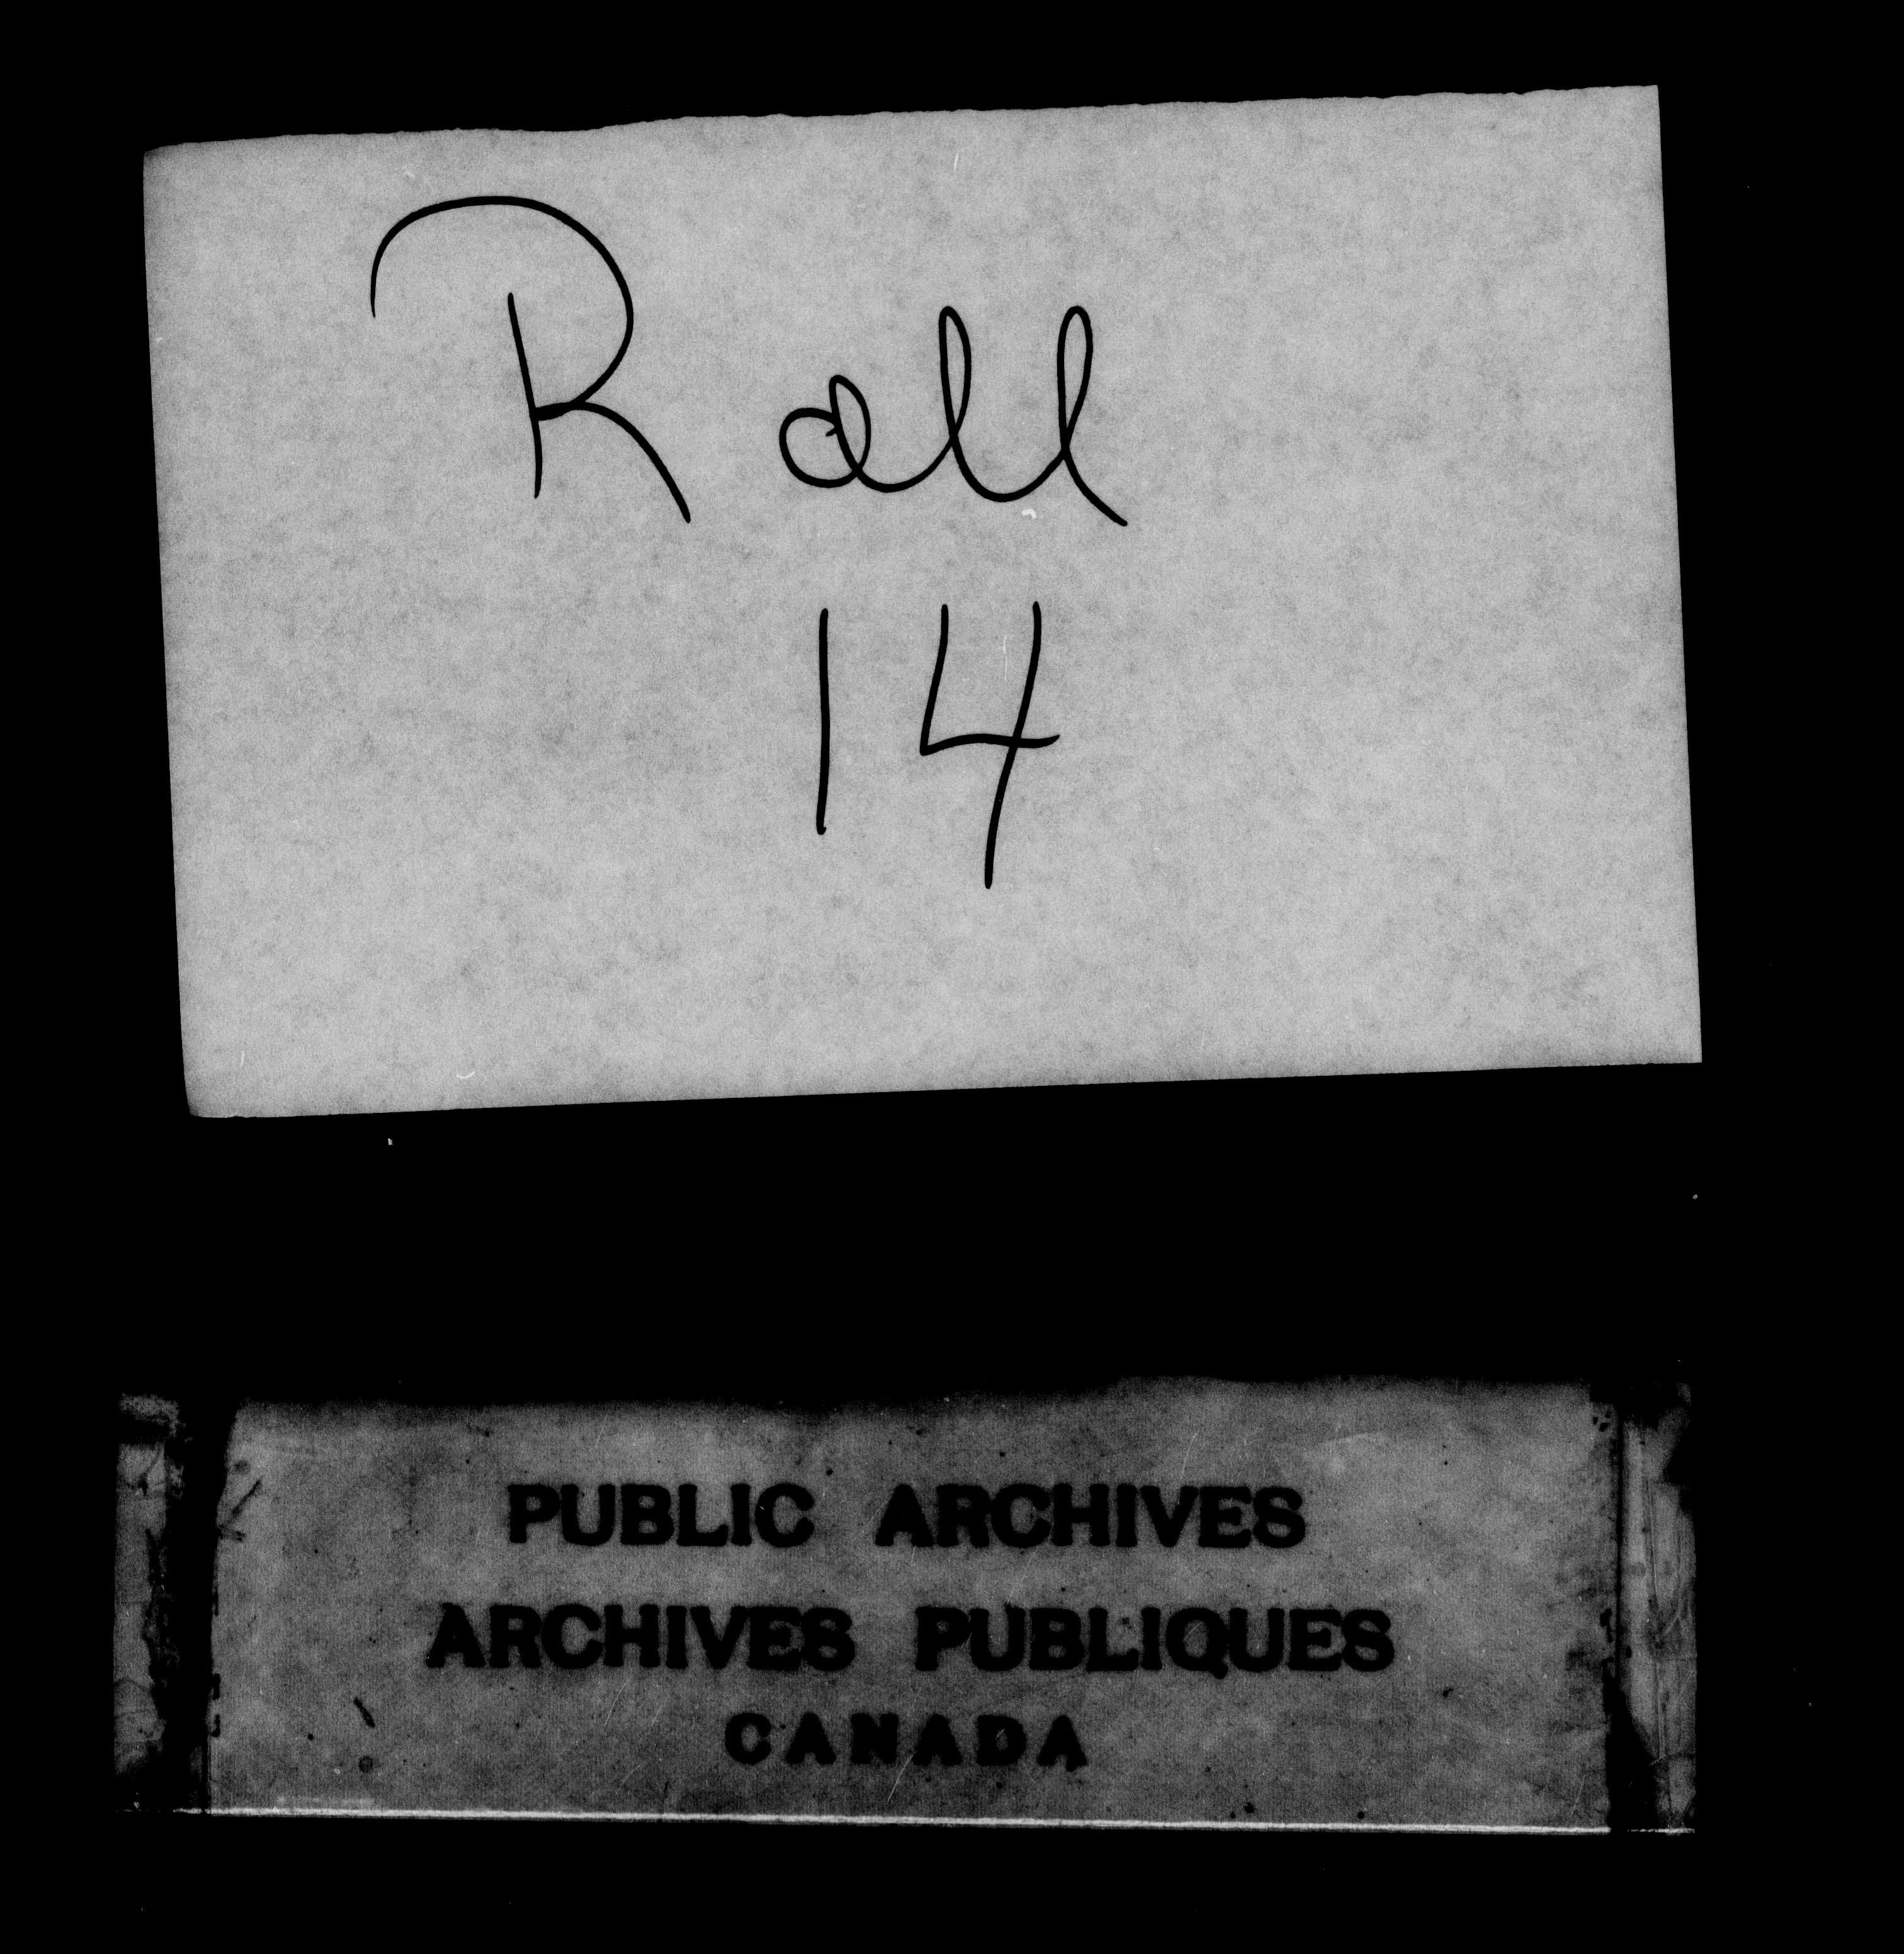 Roll
14
PUBLIC ARCHIVES
ARCHIVES PUBLIQUES
CANADA